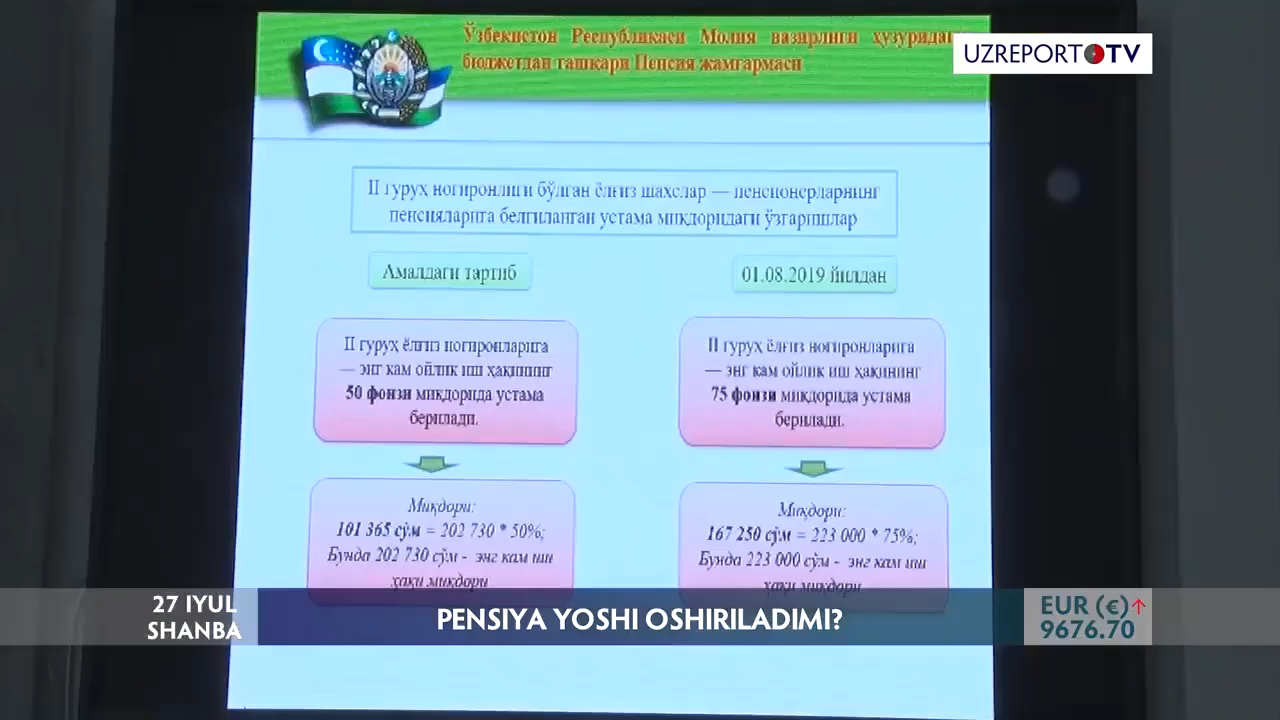 Ўзбекистон Республикаси Молия вазирлиги ҳузуридаги
бюджетдан ташқари Пенсия жамғармаси
UZREPORT TV
II гуруҳ ногиронлиги бўлган ёлғиз шахслар — пенсионерларнинг
пенсияларига белгиланган устама миқдоридаги ўзгаришлар
Амалдаги тартиб
01.08.2019 йилдан
II гуруҳ ёлғиз ногиронларига
— энг кам ойлик иш ҳақининг
50 фоизи миқдорида устама
берилади.
II гуруҳ ёлғиз ногиронларига
— энг кам ойлик иш ҳақининг
75 фоизи миқдорида устама
берилади.
Миқдори:
101 365 сўм = 202 730 * 50%;
Бунда 202 730 сўм - энг кам иш
ҳақи миқдори
Миқдори:
167 250 сўм = 223 000 * 75%;
Бунда 223 000 сўм - энг кам иш
ҳақи миқдори
27 IYUL
SHANBA
PENSIYA YOSHI OSHIRILADIMI?
EUR (€)↑
9676.70